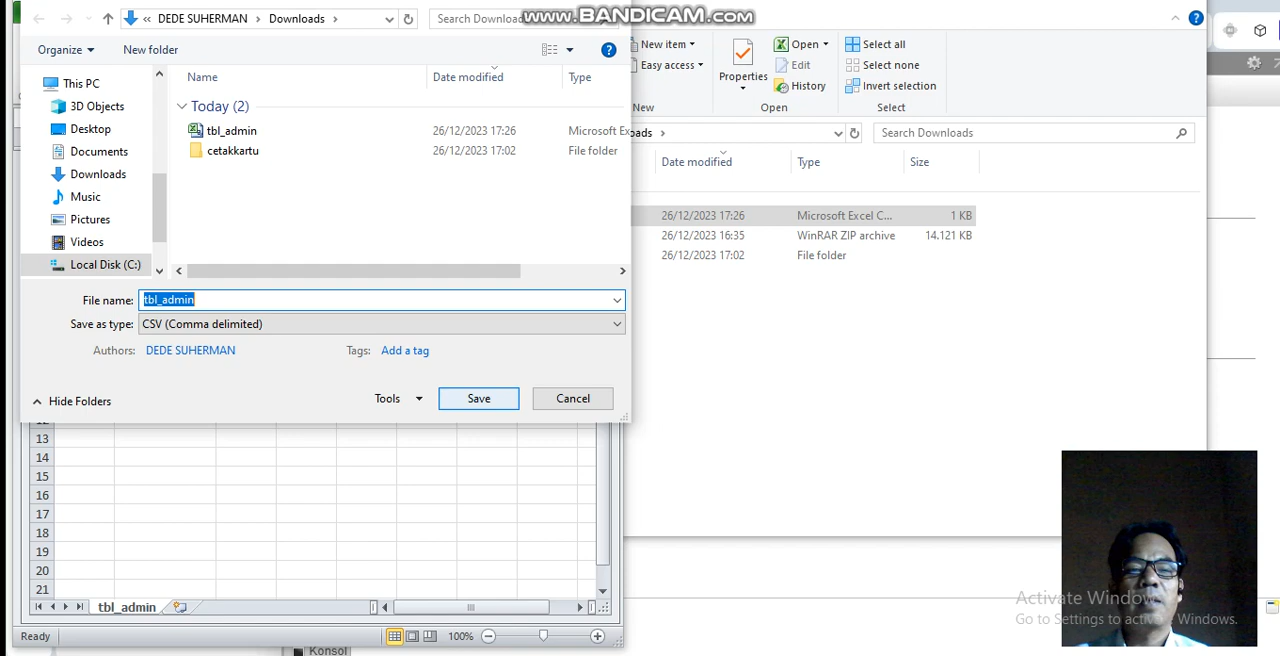 www.BANDICAM.com
« DEDE SUHERMAN > Downloads >
Search Downloads
Organize
New folder
This PC
3D Objects
Desktop
Documents
Downloads
Music
Pictures
Videos
Local Disk (C:)
Name
Date modified
Type
Today (2)
tbl_admin
26/12/2023 17:26
Microsoft Ex
cetakkartu
26/12/2023 17:02
File folder
File name:
tbl_admin
Save as type:
CSV (Comma delimited)
Authors:
DEDE SUHERMAN
Tags:
Add a tag
Hide Folders
Tools
Save
Cancel
New item
Easy access
New
Properties
Open
Edit
History
Open
Select all
Select none
Invert selection
Select
oads >
Search Downloads
Date modified
Type
Size
26/12/2023 17:26
Microsoft Excel C...
1 KB
26/12/2023 16:35
WinRAR ZIP archive
14.121 KB
26/12/2023 17:02
File folder
13
14
15
16
17
18
19
20
21
tbl_admin
Ready
100%
Konsol
Activate Window
Go to Settings to activate Windows.